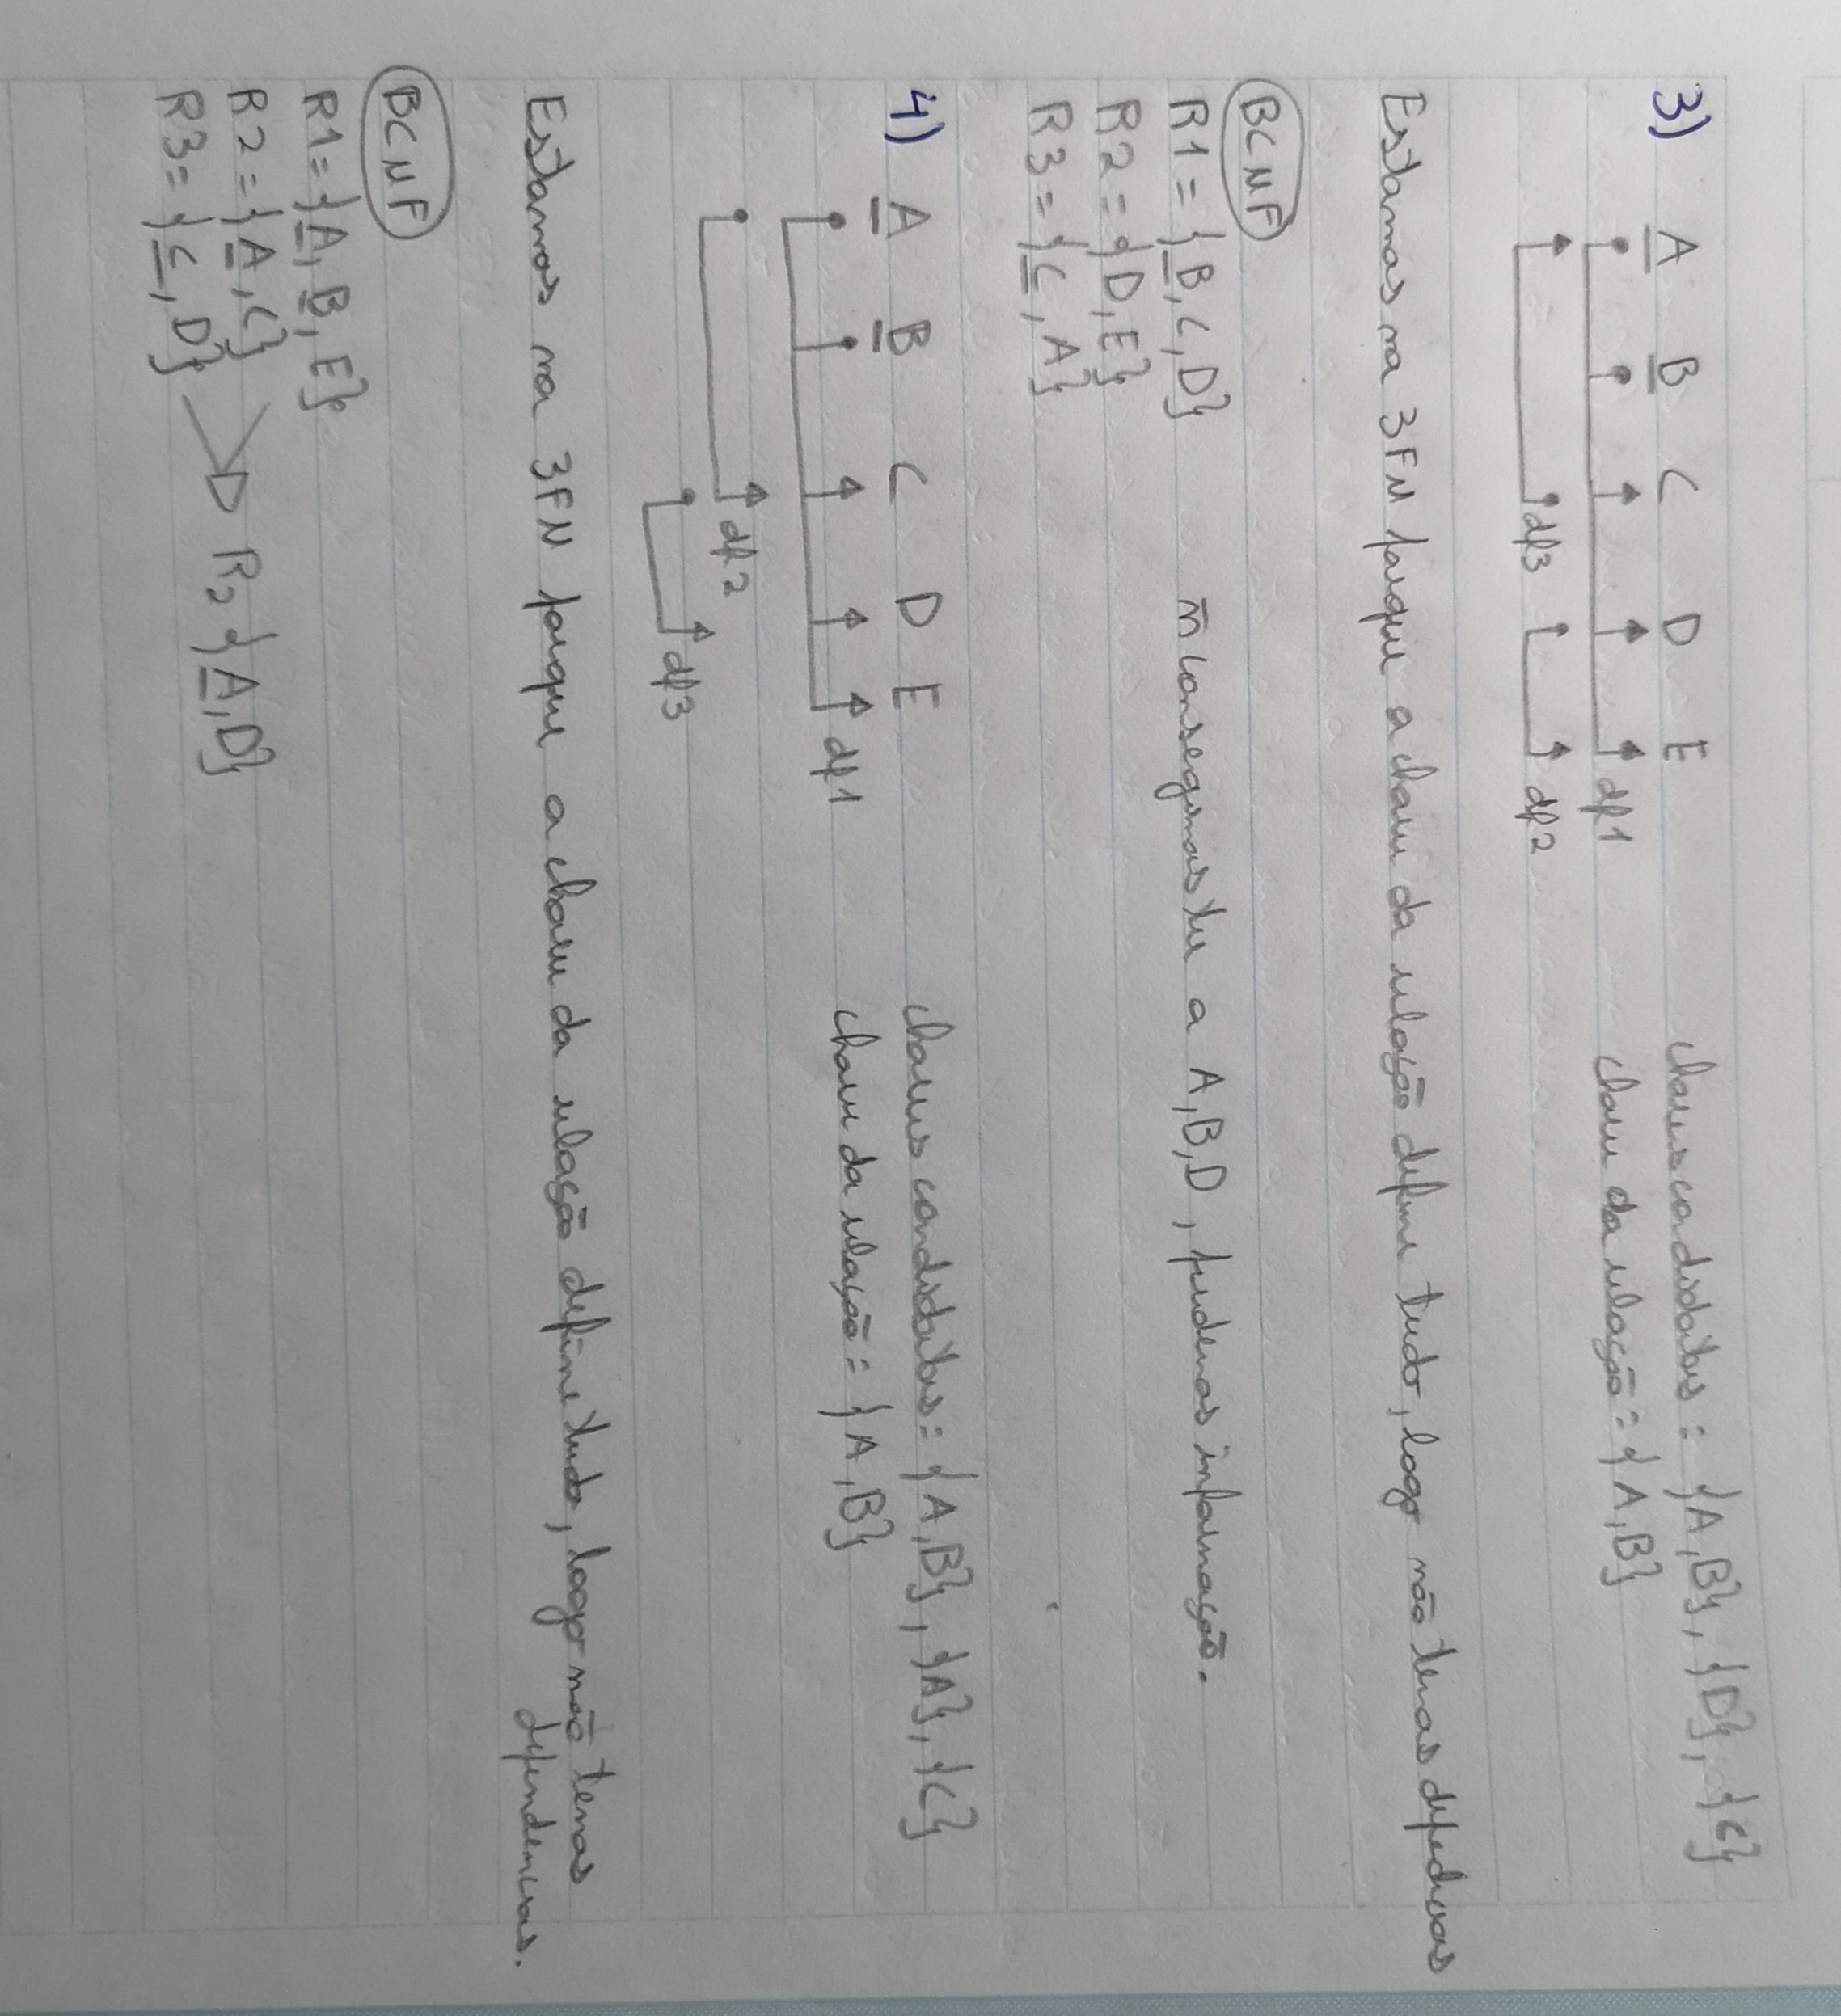 3) A B C D E chaves candidatas = {A,B}, {D}, {C}
df1 chave da relação = {A,B}
df3 df2
Estamos na 3FN porque a chave da relação define tudo, logo não temos
BCNF
R1 = {B,C,D} ñ conseguimos ter a A,B,D, perdemos informação.
R2 = {D,E}
R3 = {C,A}
4) A B C D E chaves candidatas = {A,B}, {A}, {C}
df1 chave da relação = {A,B}
df2
df3
Estamos na 3FN porque a chave da relação define tudo, logo não temos
dependencias.
BCNF
R1 = {A,B,E}
R2 = {A,C}
R3 = {C,D} R2 {A,D}